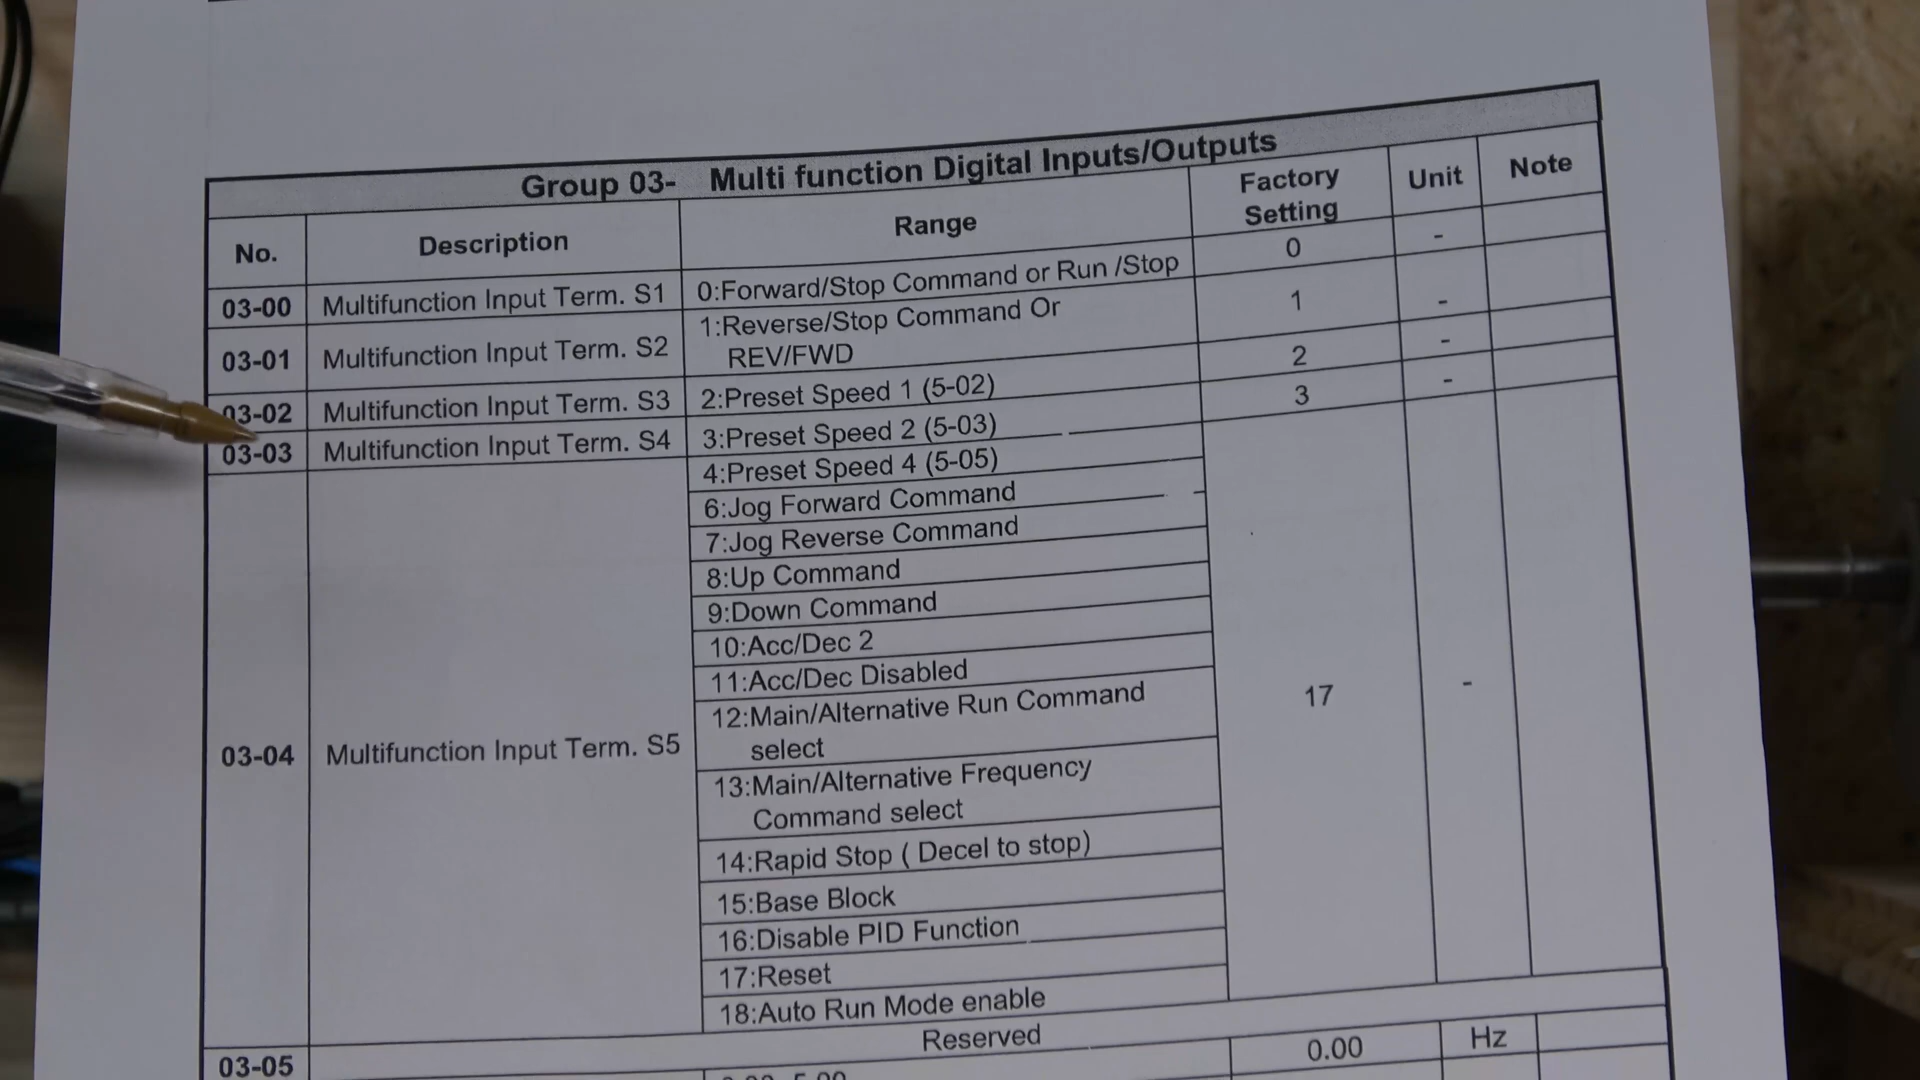 Group 03- Multi function Digital Inputs/Outputs
No. Description Range Factory Setting Unit Note
03-00 Multifunction Input Term. S1 0:Forward/Stop Command or Run /Stop 0 -
03-01 Multifunction Input Term. S2 1:Reverse/Stop Command Or 1 -
REV/FWD
03-02 Multifunction Input Term. S3 2:Preset Speed 1 (5-02) 2 -
03-03 Multifunction Input Term. S4 3:Preset Speed 2 (5-03) 3 -
4:Preset Speed 4 (5-05)
6:Jog Forward Command
7:Jog Reverse Command
8:Up Command
9:Down Command
10:Acc/Dec 2
11:Acc/Dec Disabled
03-04 Multifunction Input Term. S5 12:Main/Alternative Run Command 17 -
select
13:Main/Alternative Frequency
Command select
14:Rapid Stop ( Decel to stop)
15:Base Block
16:Disable PID Function
17:Reset
18:Auto Run Mode enable
03-05 Reserved
0.00 Hz